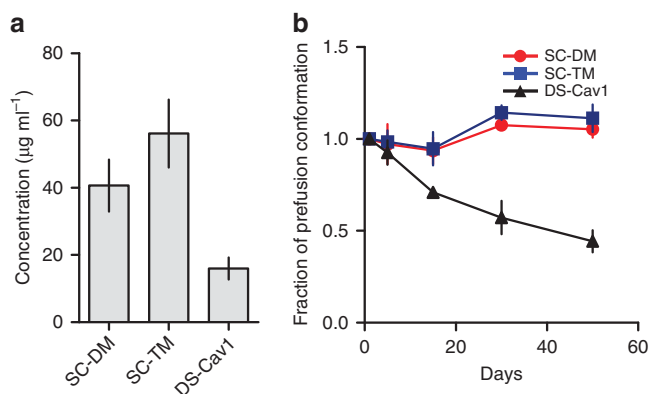 a
Concentration (µg ml⁻¹)
80
60
40
20
0
SC-DM
SC-TM
DS-Cav1
b
Fraction of prefusion conformation
1.5
1.0
0.5
0.0
SC-DM
SC-TM
DS-Cav1
0
20
40
60
Days